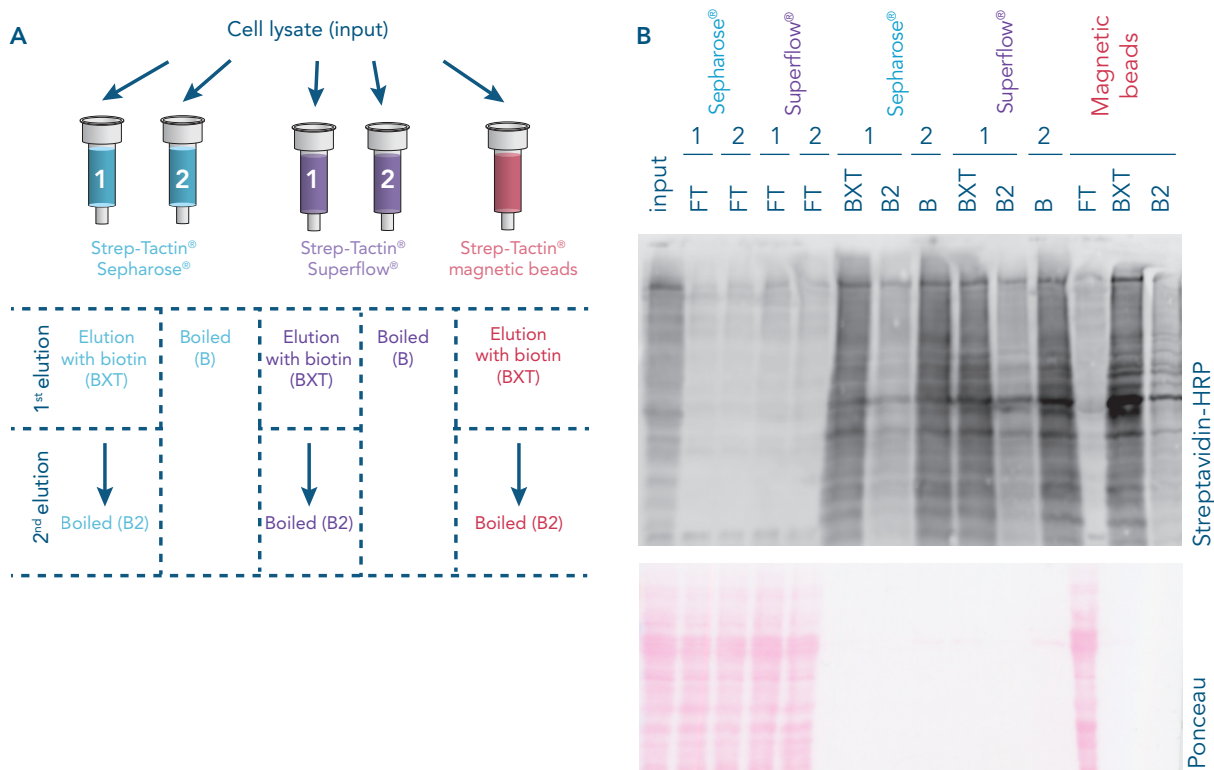 A
Cell lysate (input)
1
2
1
2
Strep-Tactin®
Sepharose®
Strep-Tactin®
Superflow®
Strep-Tactin®
magnetic beads
1st elution
Elution
with biotin
(BXT)
Boiled
(B)
Elution
with biotin
(BXT)
Boiled
(B)
Elution
with biotin
(BXT)
2nd elution
Boiled (B2)
Boiled (B2)
Boiled (B2)
B
Sepharose®
Superflow®
Sepharose®
Superflow®
Magnetic
beads
1
2
1
2
1
2
1
2
input
FT
FT
FT
FT
BXT
B2
B
BXT
B2
B
FT
BXT
B2
Streptavidin-HRP
Ponceau